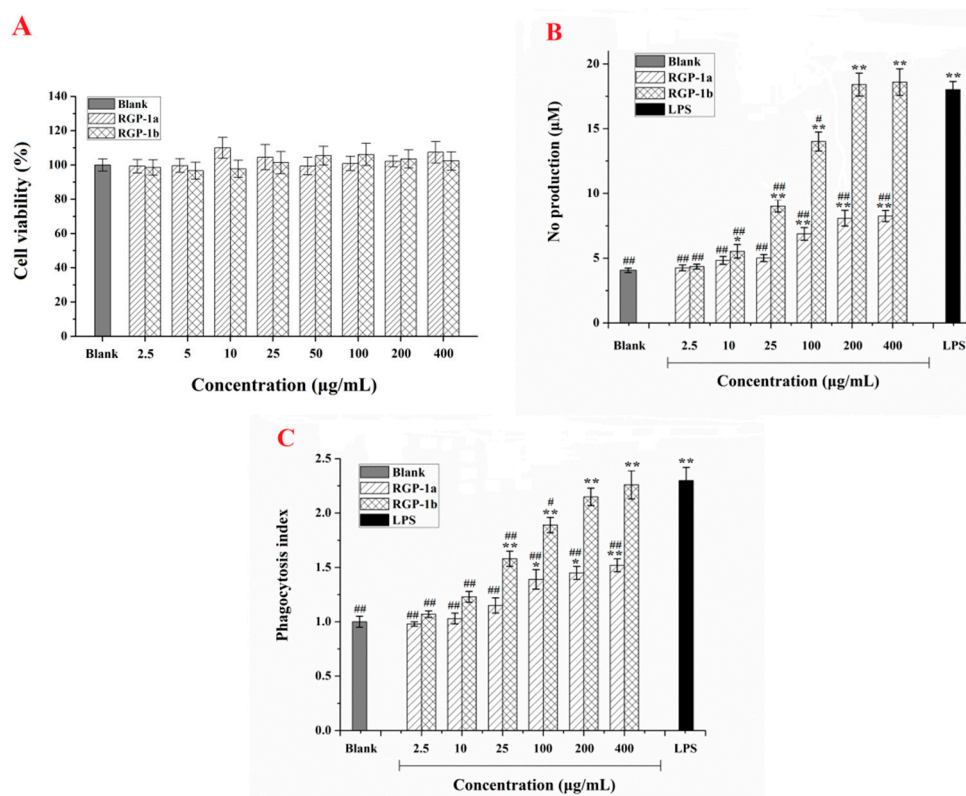 A
Cell viability (%)
140
120
100
80
60
40
20
0
Blank
RGP-1a
RGP-1b
Blank 2.5 5 10 25 50 100 200 400
Concentration (μg/mL)
B
No production (μM)
20
15
10
5
0
Blank
RGP-1a
RGP-1b
LPS
## ## ## ## ** # ** ** ** **
## ## ## * ## ## ** ## ** ## **
Blank 2.5 10 25 100 200 400 LPS
Concentration (μg/mL)
C
Phagocytosis index
2.5
2.0
1.5
1.0
0.5
0.0
Blank
RGP-1a
RGP-1b
LPS
## ## ## ## ## ## ** # ** ** ** **
## ## * ## * ## **
Blank 2.5 10 25 100 200 400 LPS
Concentration (μg/mL)